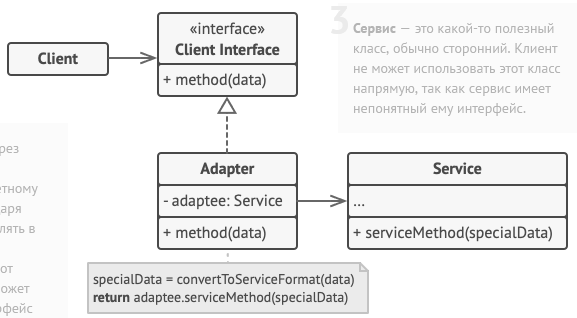 «interface»
Client Interface
+ method(data)
Client
3
Сервис — это какой-то полезный
класс, обычно сторонний. Клиент
не может использовать этот класс
напрямую, так как сервис имеет
непонятный ему интерфейс.
Adapter
- adaptee: Service
+ method(data)
Service
...
+ serviceMethod(specialData)
specialData = convertToServiceFormat(data)
return adaptee.serviceMethod(specialData)